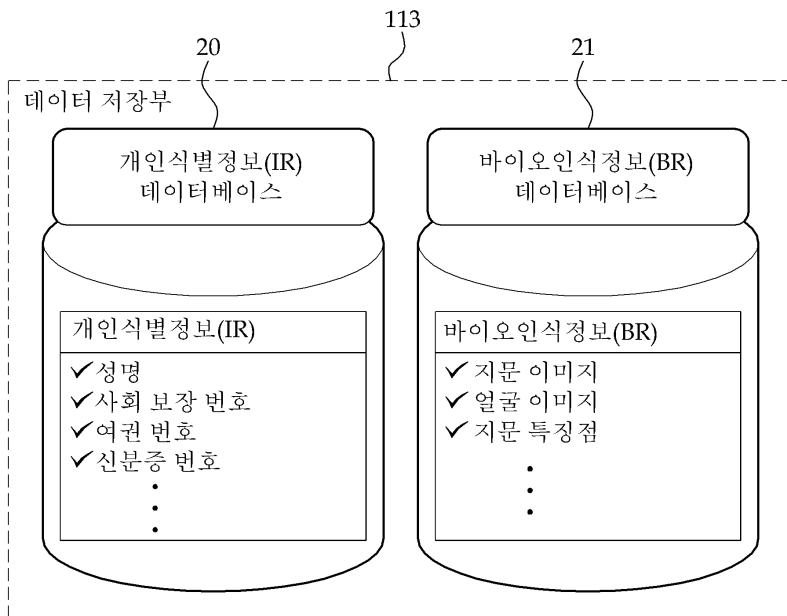 113
20
21
데이터 저장부
개인식별정보(IR)
데이터베이스
바이오인식정보(BR)
데이터베이스
개인식별정보(IR)
✓성명
✓사회 보장 번호
✓여권 번호
✓신분증 번호
바이오인식정보(BR)
✓지문 이미지
✓얼굴 이미지
✓지문 특징점